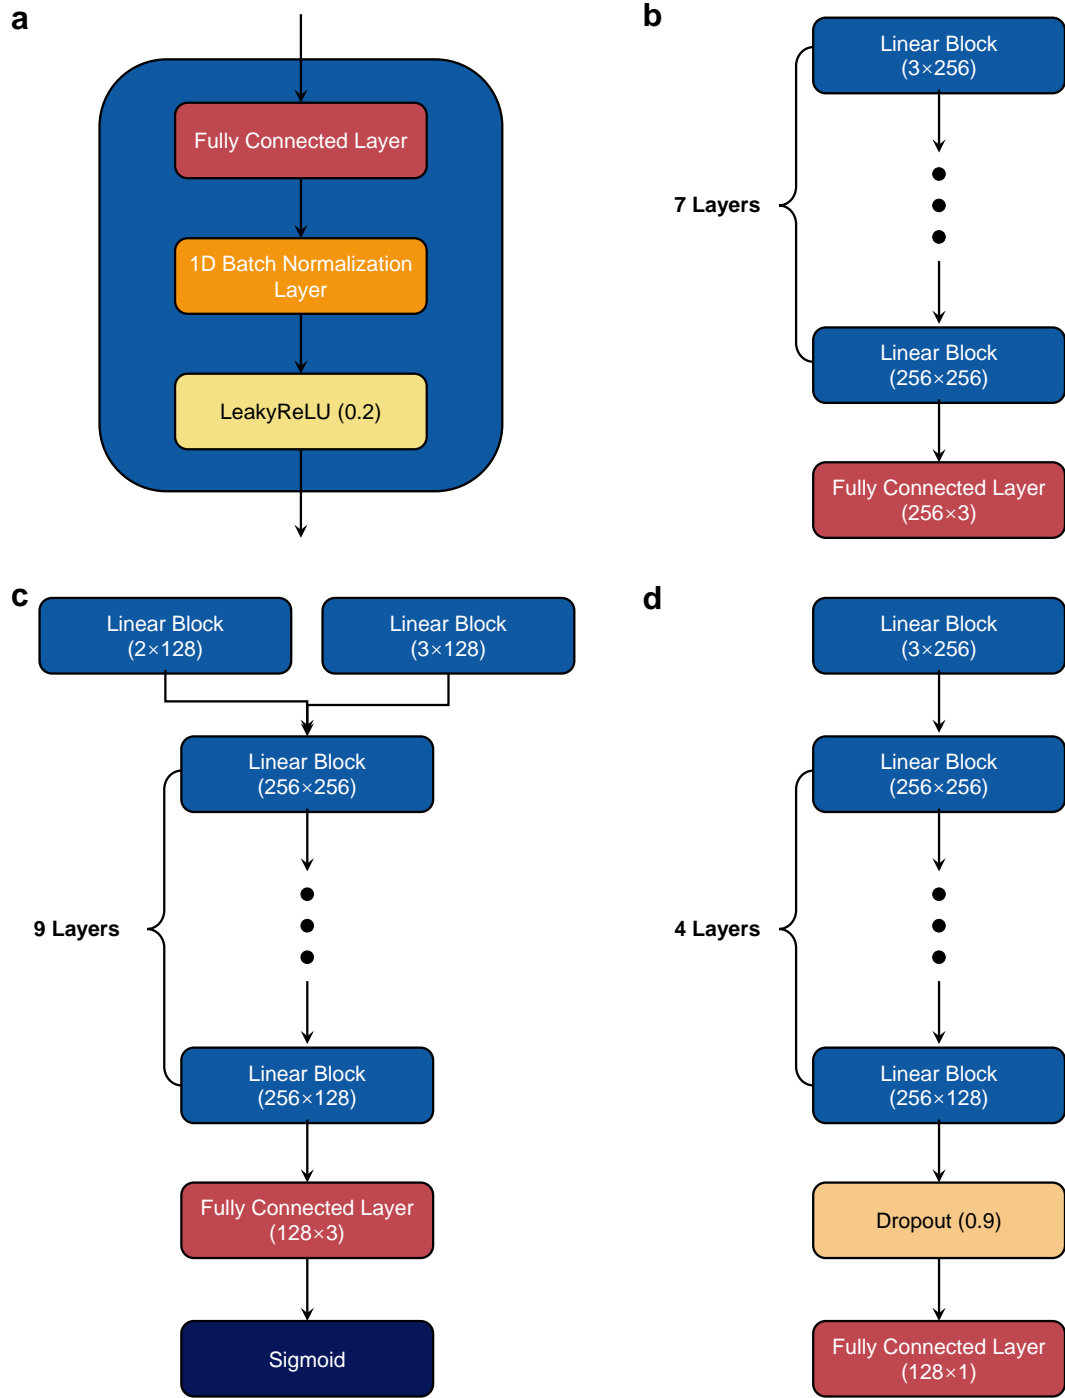 a
Fully Connected Layer
1D Batch Normalization
Layer
LeakyReLU (0.2)
b
Linear Block
(3×256)
7 Layers
Linear Block
(256×256)
Fully Connected Layer
(256×3)
c
Linear Block
(2×128)
Linear Block
(3×128)
Linear Block
(256×256)
9 Layers
Linear Block
(256×128)
Fully Connected Layer
(128×3)
Sigmoid
d
Linear Block
(3×256)
Linear Block
(256×256)
4 Layers
Linear Block
(256×128)
Dropout (0.9)
Fully Connected Layer
(128×1)